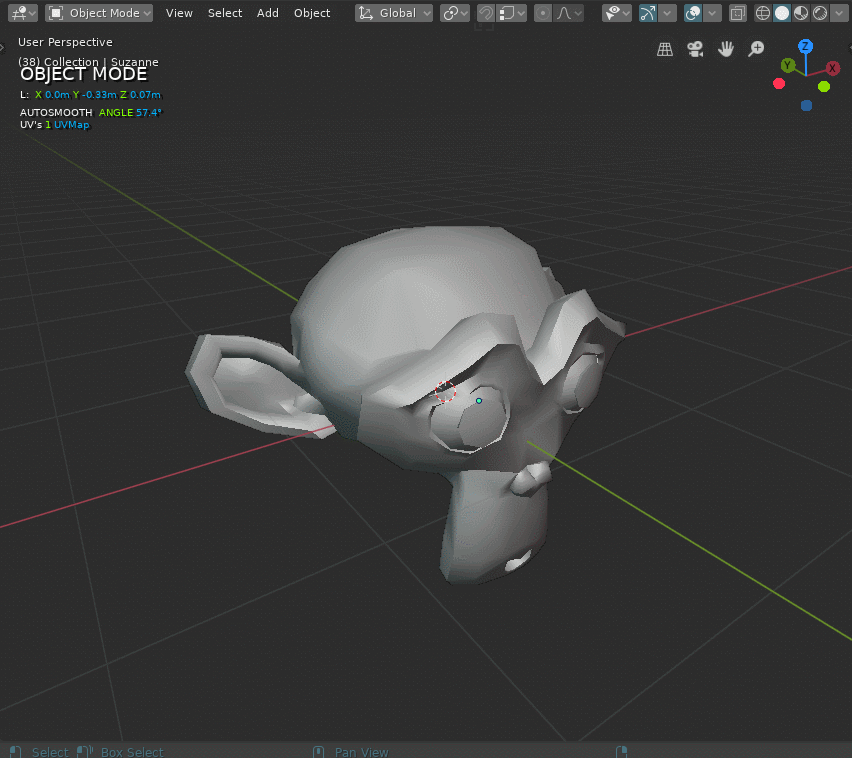 Object Mode View Select Add Object Global
User Perspective
(38) Collection | Suzanne
OBJECT MODE
L: X 0.0m Y -0.33m Z 0.07m
AUTOSMOOTH ANGLE 57.4°
UV's 1 UVMap
Z
Y
X
Select Box Select Pan View